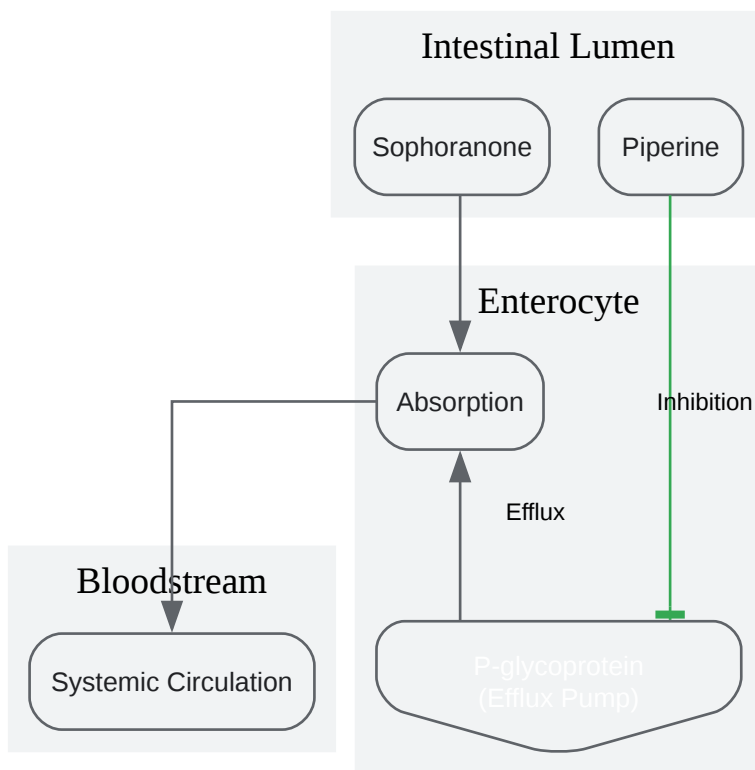 Intestinal Lumen
Sophoranone
Piperine
Enterocyte
Absorption
Inhibition
Efflux
Bloodstream
Systemic Circulation
P-glycoprotein
(Efflux Pump)